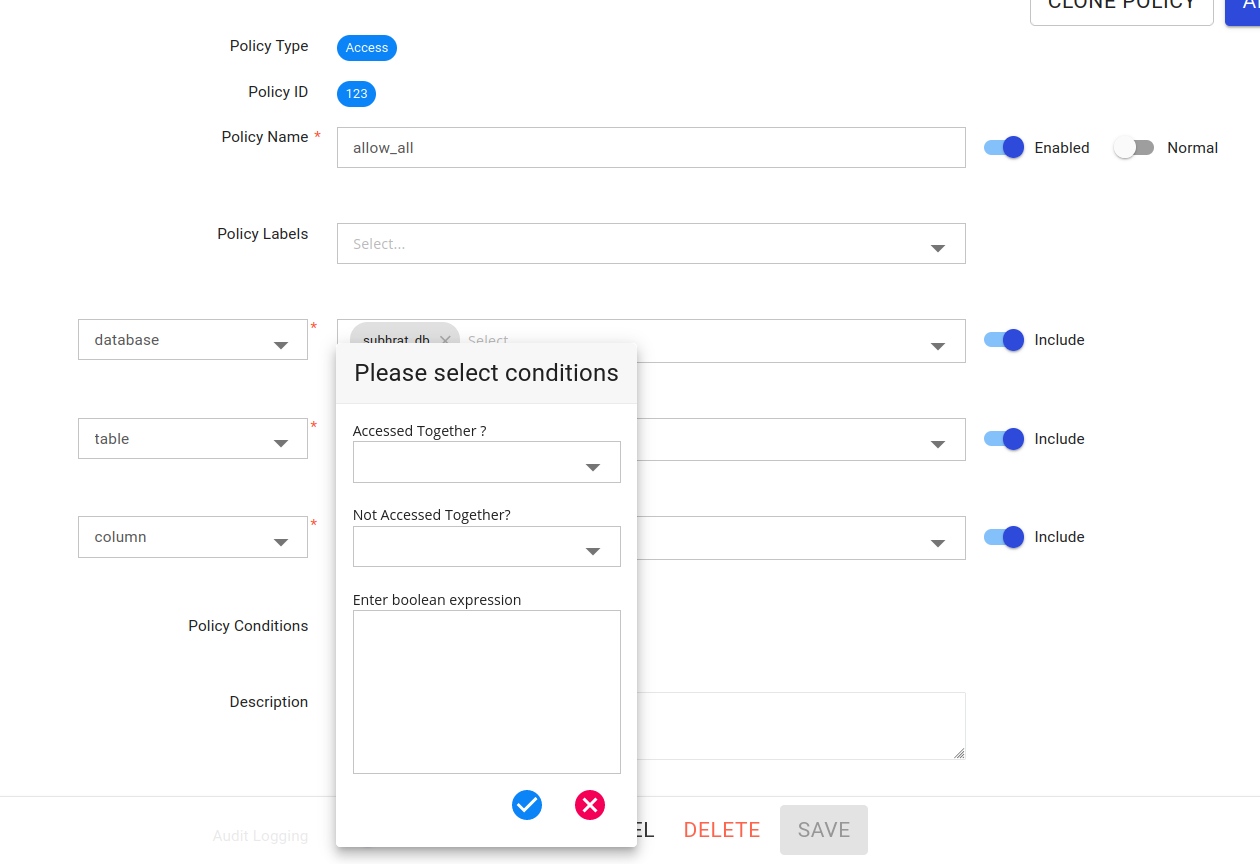 CLONE POLICY
Policy Type Access
Policy ID 123
Policy Name * allow_all Enabled Normal
Policy Labels Select...
database * subhrat_db Select Include
Please select conditions
Accessed Together ?
table * Include
Not Accessed Together?
column * Include
Enter boolean expression
Policy Conditions
Description
DELETE SAVE
Audit Logging